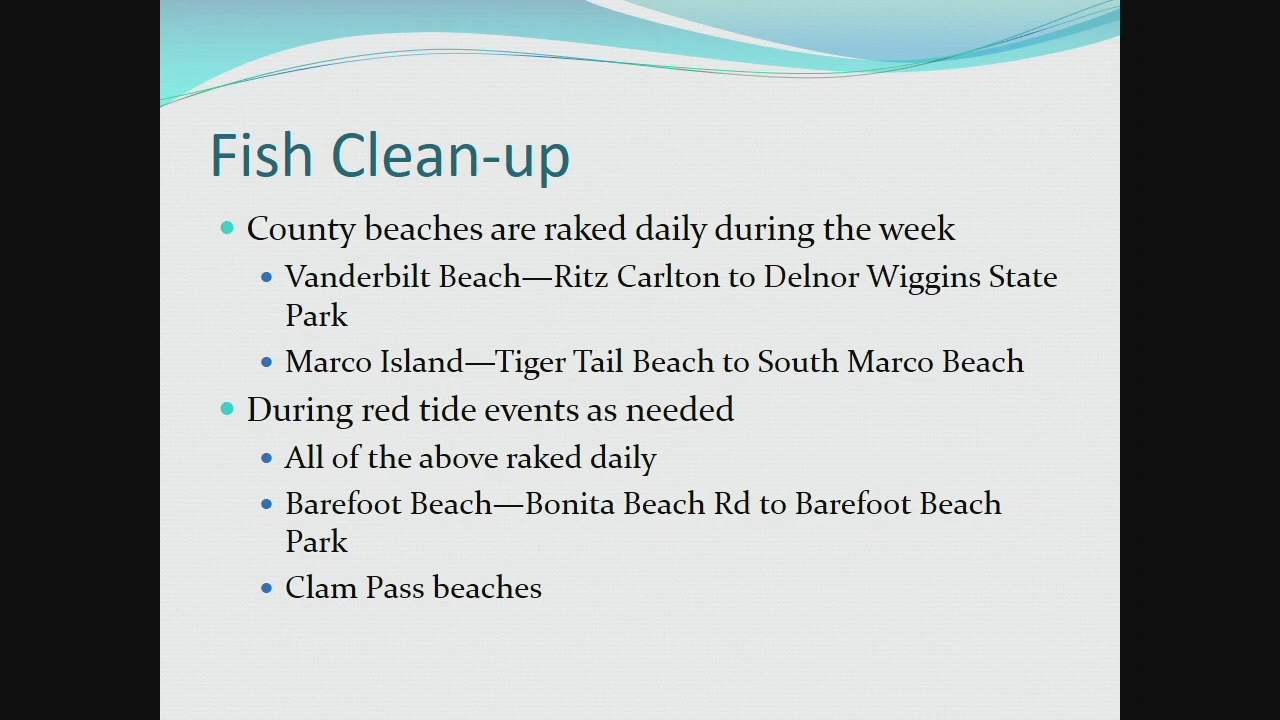 Fish Clean-up
County beaches are raked daily during the week
Vanderbilt Beach—Ritz Carlton to Delnor Wiggins State
Park
Marco Island—Tiger Tail Beach to South Marco Beach
During red tide events as needed
All of the above raked daily
Barefoot Beach—Bonita Beach Rd to Barefoot Beach
Park
Clam Pass beaches